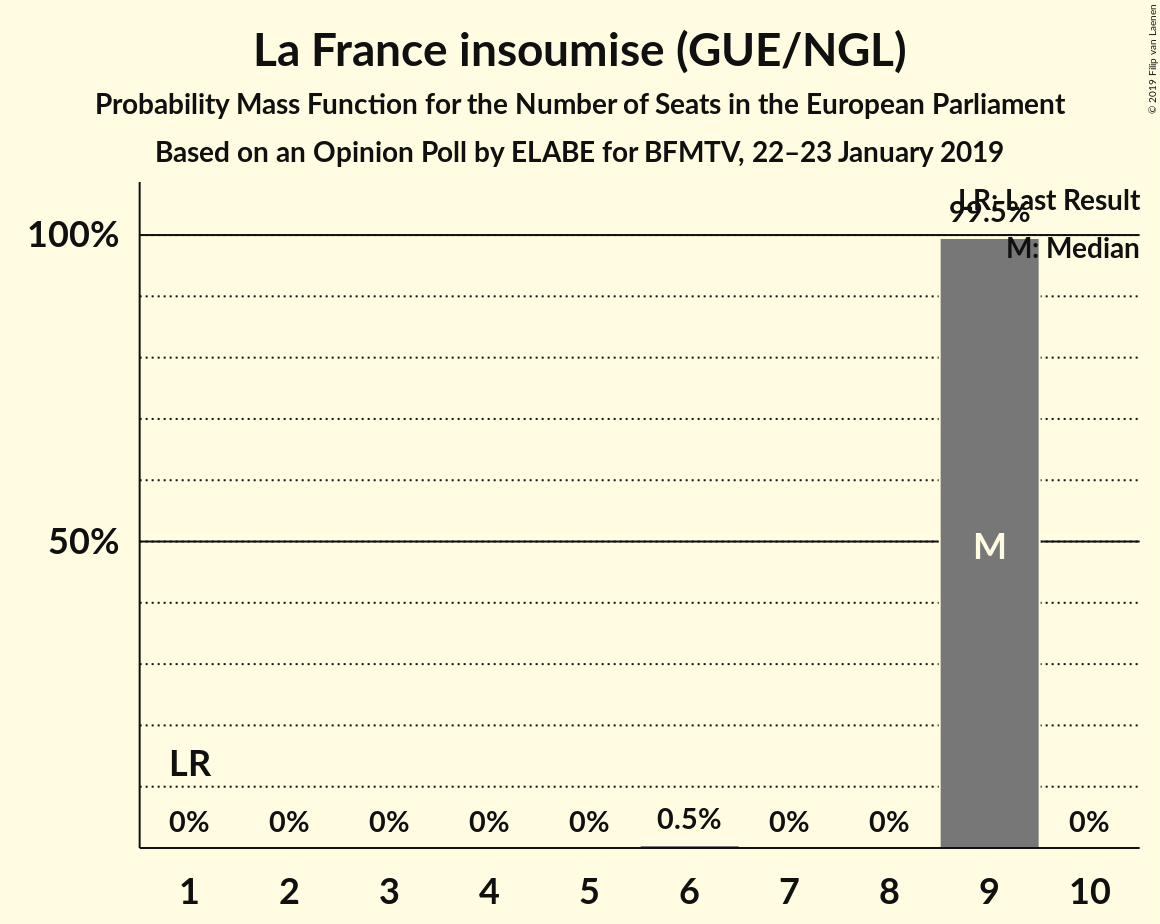 La France insoumise (GUE/NGL)
Probability Mass Function for the Number of Seats in the European Parliament
Based on an Opinion Poll by ELABE for BFMTV, 22–23 January 2019
© 2019 Filip van Laenen
LR: Last Result
99.5%
M: Median
100%
50%
M
LR
0% 0% 0% 0% 0% 0.5% 0% 0% 0%
1 2 3 4 5 6 7 8 9 10